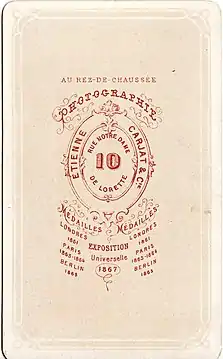 AU REZ-DE-CHAUSSÉE
PHOTOGRAPHIE
ETIENNE CARJAT & Cie
RUE NOTRE DAME
10
DE LORETTE
MÉDAILLES
LONDRES
1861
PARIS
1863-1864
BERLIN
1865
EXPOSITION
Universelle
1867
MÉDAILLES
LONDRES
1861
PARIS
1863-1864
BERLIN
1865